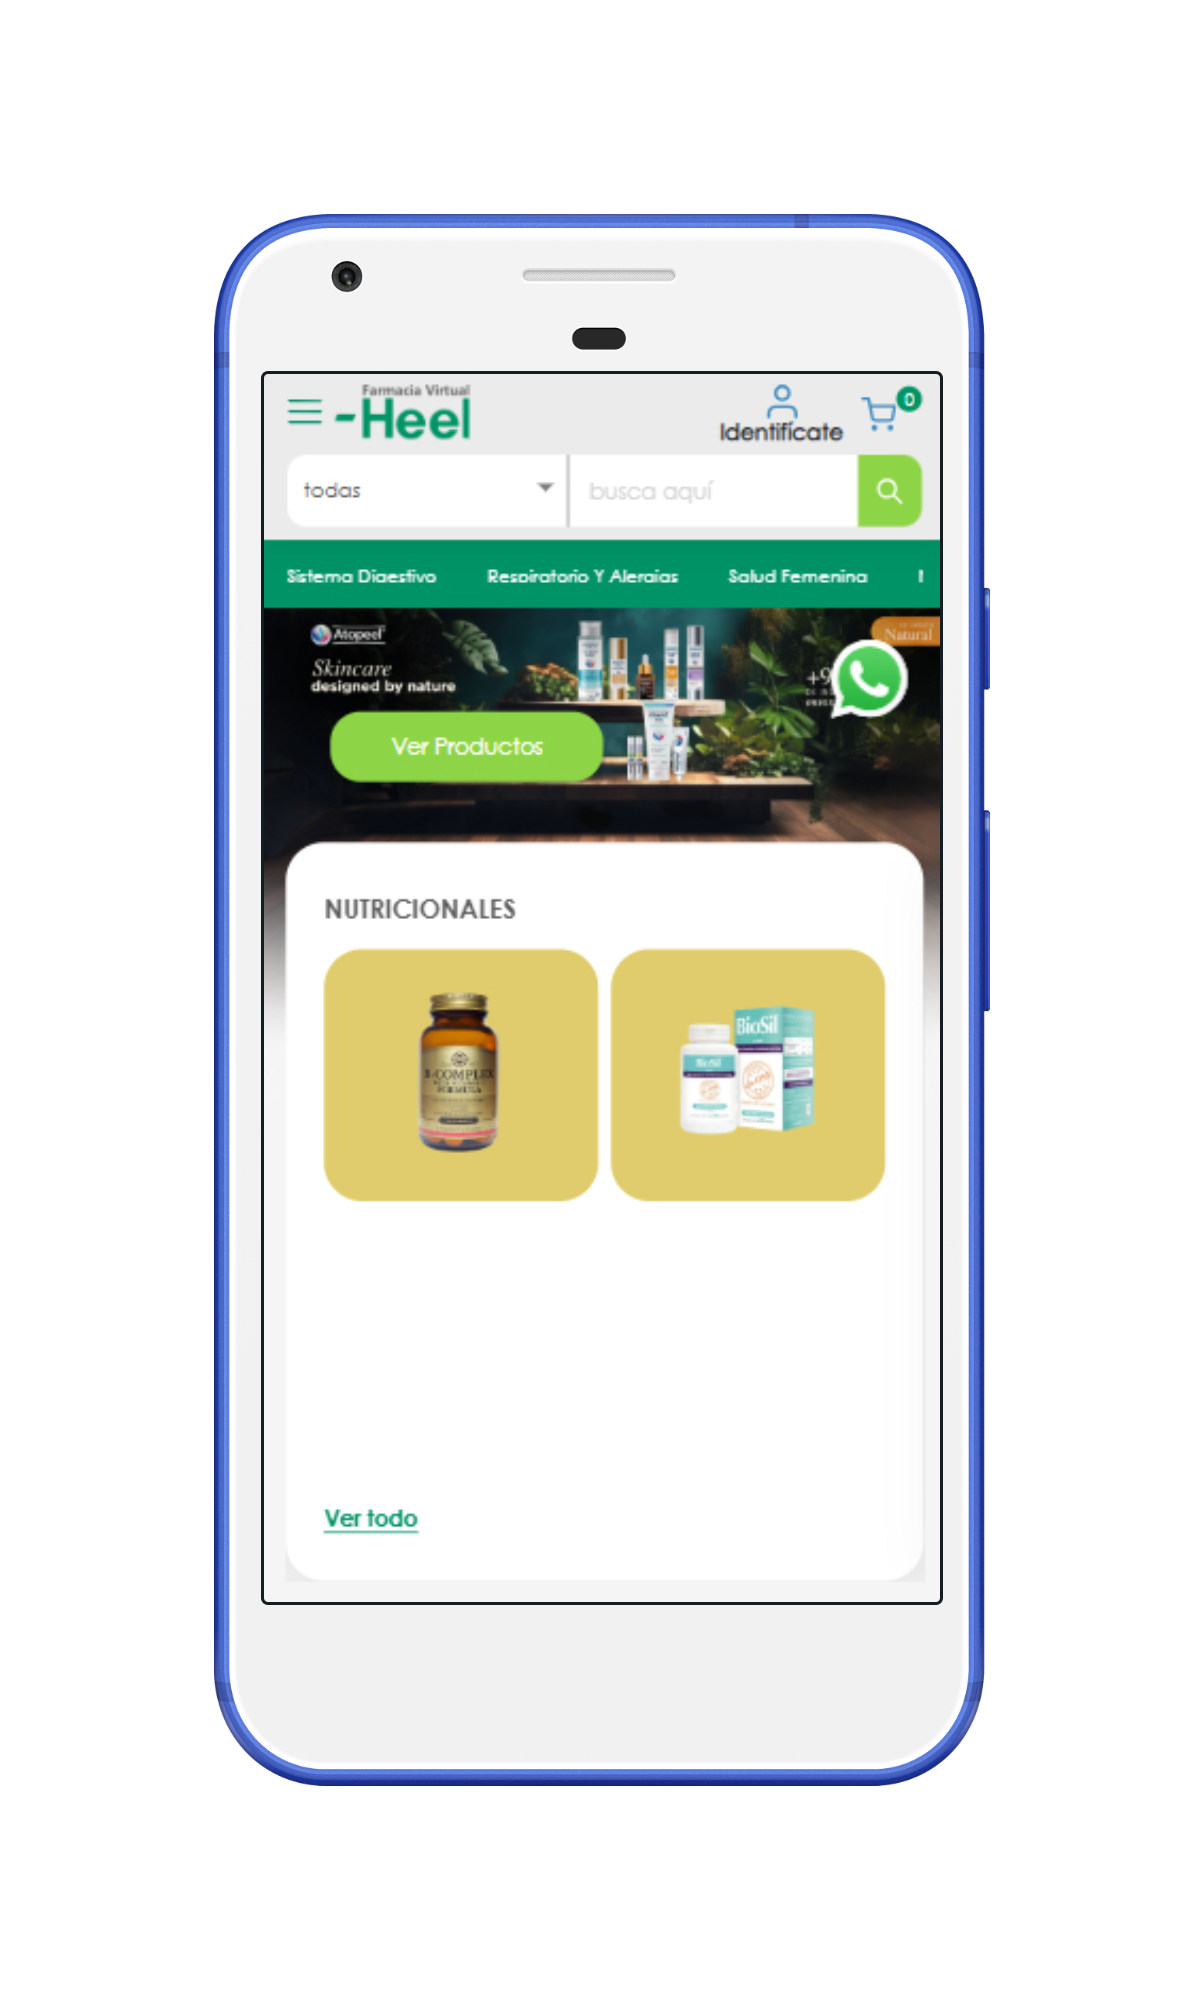 Farmacia Virtual
-Heel
Identifícate
0
todas
busca aquí
Sistema Digestivo
Respiratorio Y Alergias
Salud Femenina
Atopeel
Natural
Skincare
designed by nature
+9
Ver Productos
NUTRICIONALES
B-COMPLEX
FORMULA
BioSil
BioSil
Ver todo